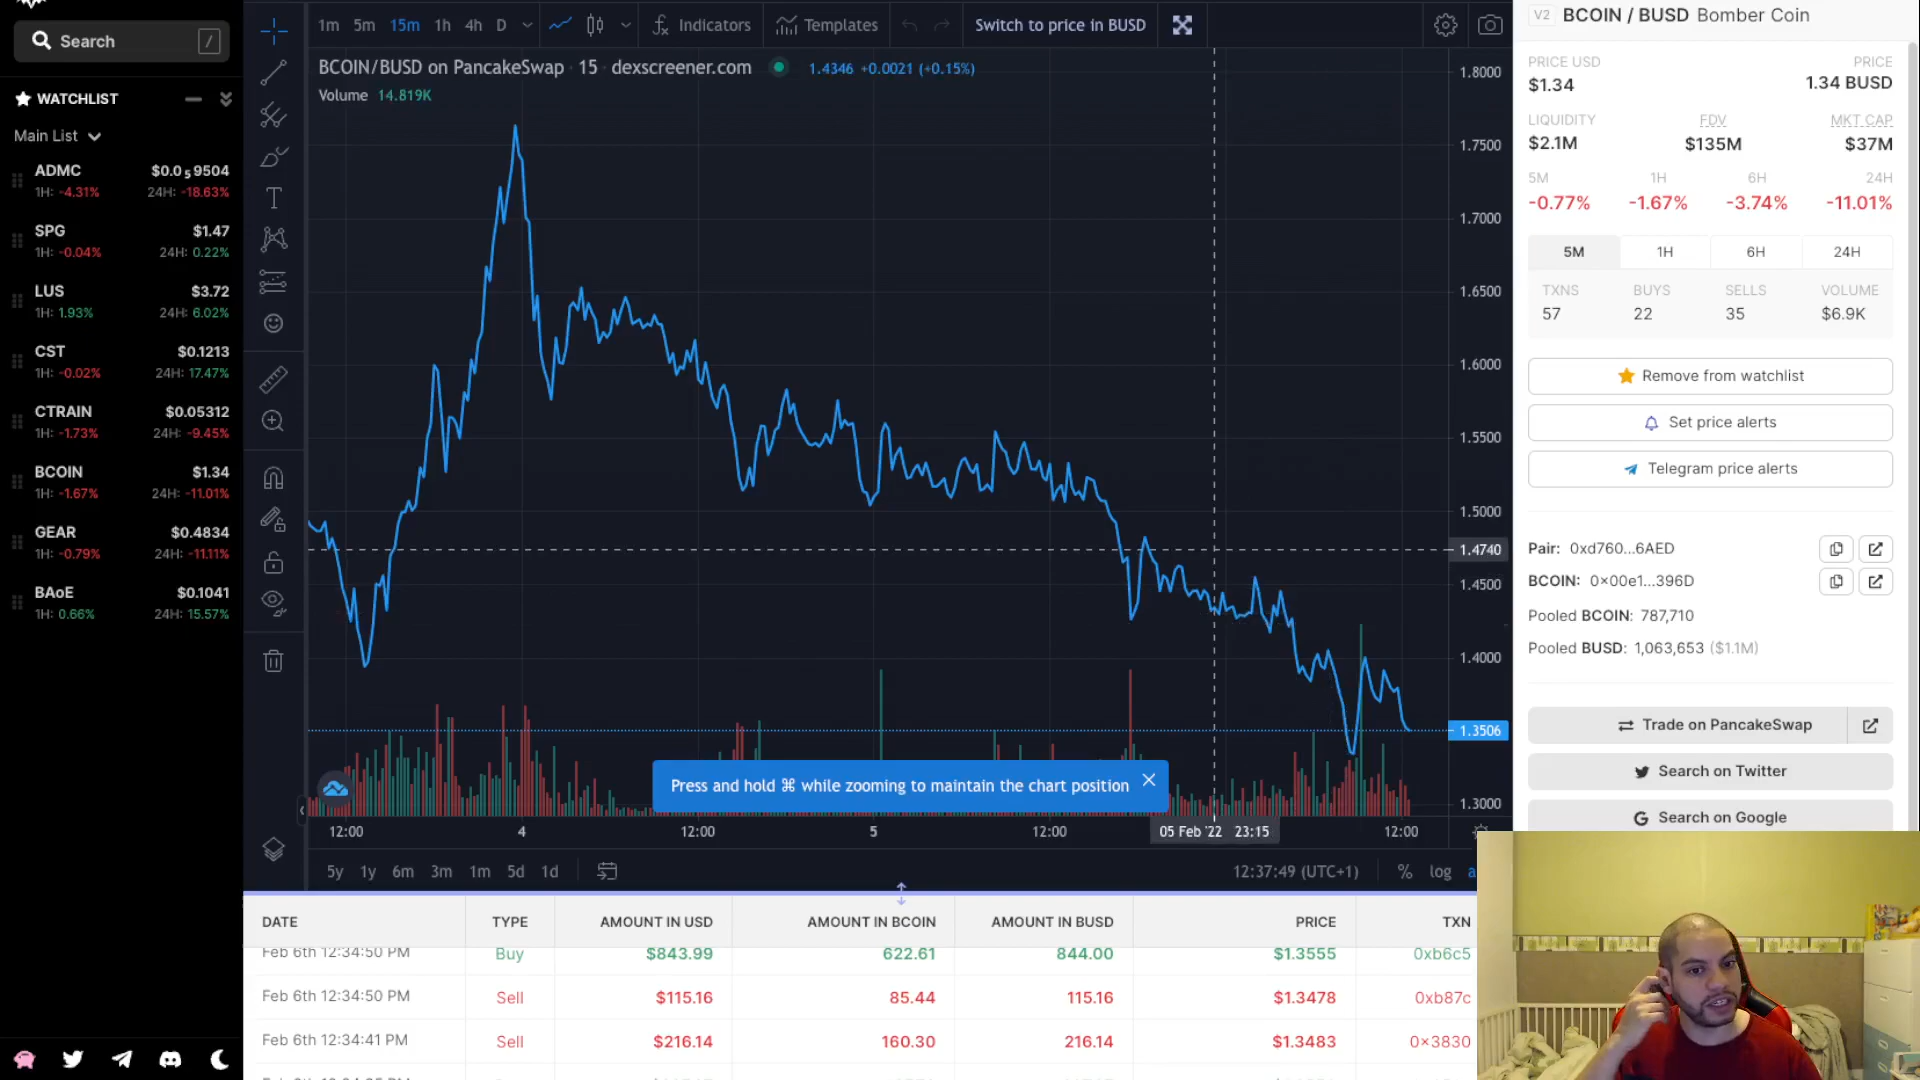 Search /
WATCHLIST
Main List
ADMC $0.0₅9504
1H: -4.31% 24H: -18.63%
SPG $1.47
1H: -0.04% 24H: 0.22%
LUS $3.72
1H: 1.93% 24H: 6.02%
CST $0.1213
1H: -0.02% 24H: 17.47%
CTRAIN $0.05312
1H: -1.73% 24H: -9.45%
BCOIN $1.34
1H: -1.67% 24H: -11.01%
GEAR $0.4834
1H: -0.79% 24H: -11.11%
BAoE $0.1041
1H: 0.66% 24H: 15.57%
1m 5m 15m 1h 4h D Indicators Templates Switch to price in BUSD
BCOIN/BUSD on PancakeSwap · 15 · dexscreener.com 1.4346 +0.0021 (+0.15%)
Volume 14.819K
1.8000
1.7500
1.7000
1.6500
1.6000
1.5500
1.5000
1.4740
1.4500
1.4000
1.3506
1.3000
Press and hold ⌘ while zooming to maintain the chart position
12:00 4 12:00 5 12:00 05 Feb '22 23:15 12:00
5y 1y 6m 3m 1m 5d 1d 12:37:49 (UTC+1) % log a
DATE TYPE AMOUNT IN USD AMOUNT IN BCOIN AMOUNT IN BUSD PRICE TXN
Feb 6th 12:34:50 PM Buy $843.99 622.61 844.00 $1.3555 0xb6c5
Feb 6th 12:34:50 PM Sell $115.16 85.44 115.16 $1.3478 0xb87c
Feb 6th 12:34:41 PM Sell $216.14 160.30 216.14 $1.3483 0x3830
V2 BCOIN / BUSD Bomber Coin
PRICE USD PRICE
$1.34 1.34 BUSD
LIQUIDITY FDV MKT CAP
$2.1M $135M $37M
5M 1H 6H 24H
-0.77% -1.67% -3.74% -11.01%
5M 1H 6H 24H
TXNS BUYS SELLS VOLUME
57 22 35 $6.9K
Remove from watchlist
Set price alerts
Telegram price alerts
Pair: 0xd760...6AED
BCOIN: 0x00e1...396D
Pooled BCOIN: 787,710
Pooled BUSD: 1,063,653 ($1.1M)
Trade on PancakeSwap
Search on Twitter
Search on Google